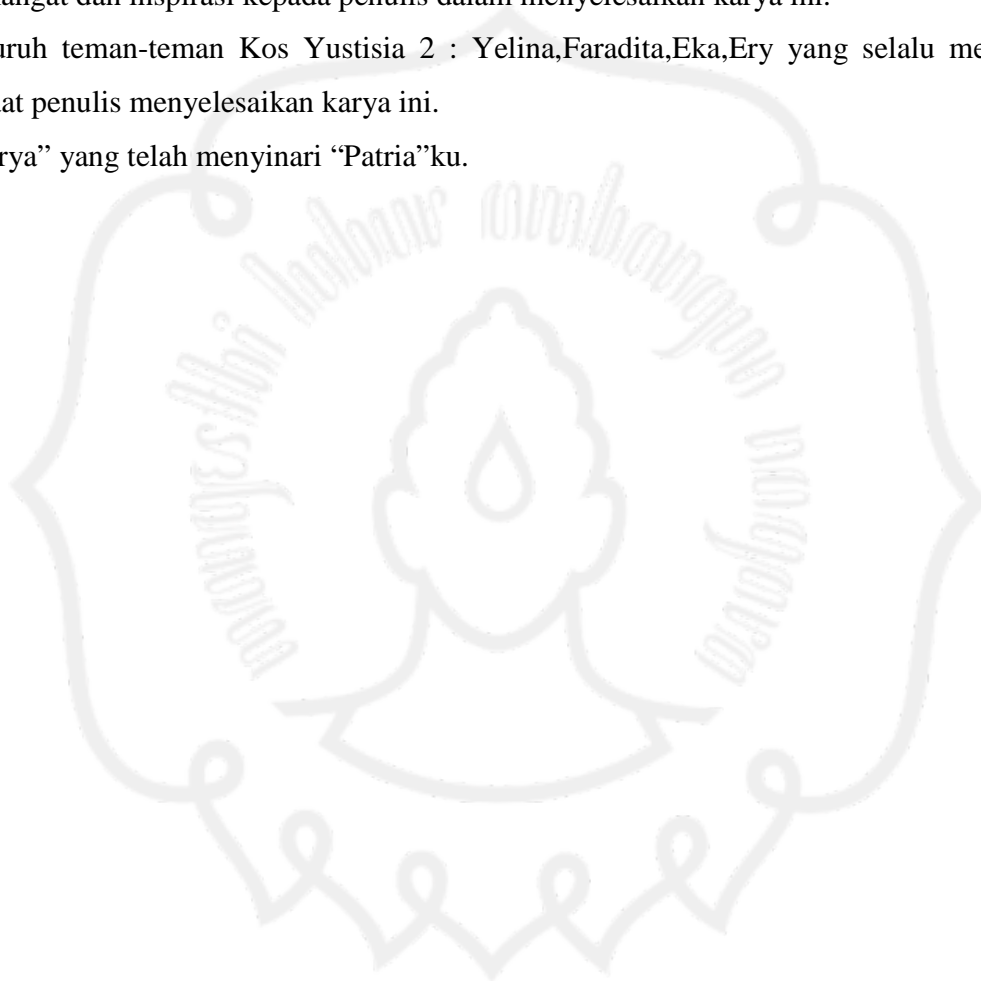 angat dan inspirasi kepada penulis dalam menyelesaikan karya ini.
uruh teman-teman Kos Yustisia 2 : Yelina,Faradita,Eka,Ery yang selalu me
at penulis menyelesaikan karya ini.
rya” yang telah menyinari “Patria”ku.